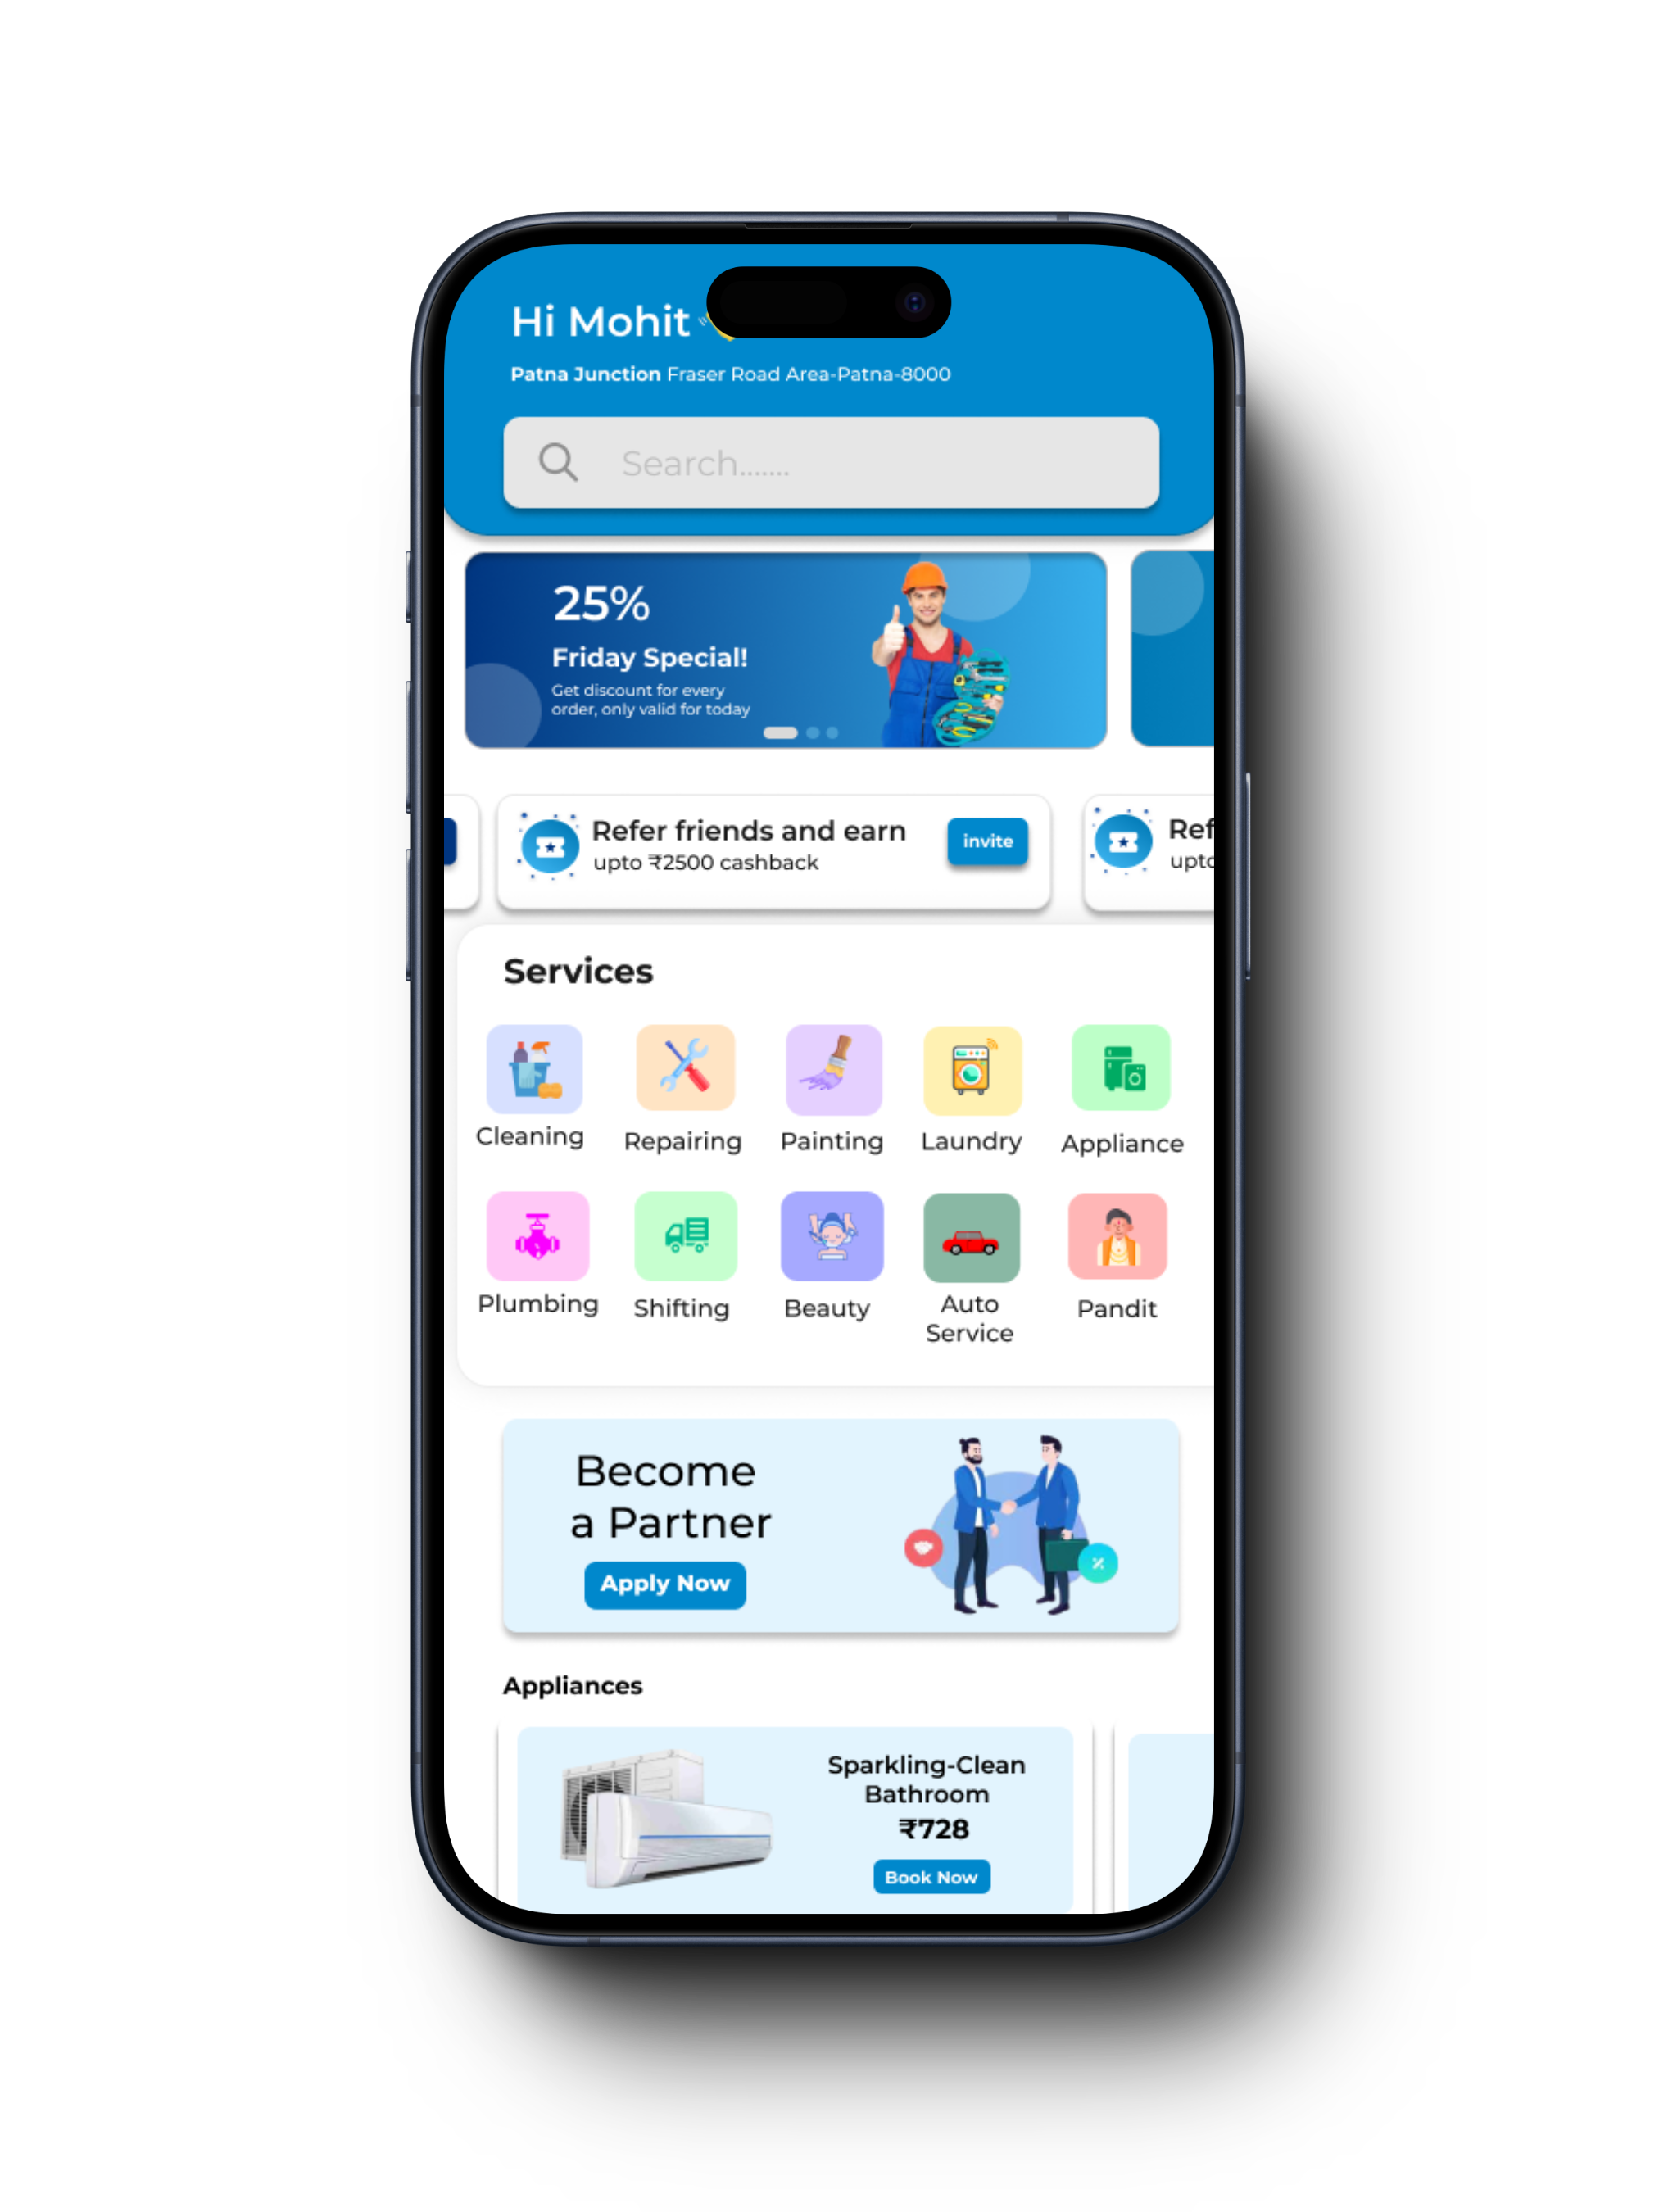 Hi Mohit
Patna Junction Fraser Road Area-Patna-8000
Search.......
25%
Friday Special!
Get discount for every
order, only valid for today
Refer friends and earn
upto ₹2500 cashback
invite
Ref
upto
Services
Cleaning
Repairing
Painting
Laundry
Appliance
Plumbing
Shifting
Beauty
Auto
Service
Pandit
Become
a Partner
Apply Now
Appliances
Sparkling-Clean
Bathroom
₹728
Book Now